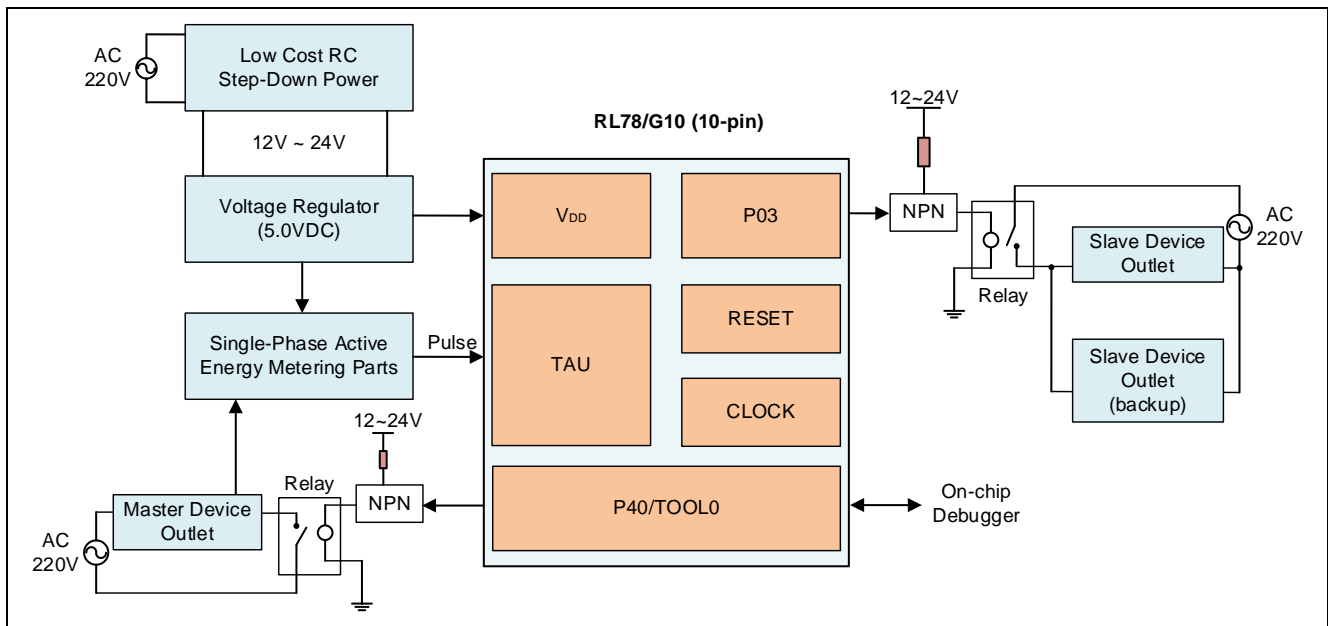 AC
220V
Low Cost RC
Step-Down Power
12V ~ 24V
Voltage Regulator
(5.0VDC)
Single-Phase Active
Energy Metering Parts
Pulse
12~24V
Relay
NPN
Master Device
Outlet
AC
220V
RL78/G10 (10-pin)
VDD
P03
TAU
RESET
CLOCK
P40/TOOL0
On-chip
Debugger
12~24V
NPN
Relay
AC
220V
Slave Device
Outlet
Slave Device
Outlet
(backup)